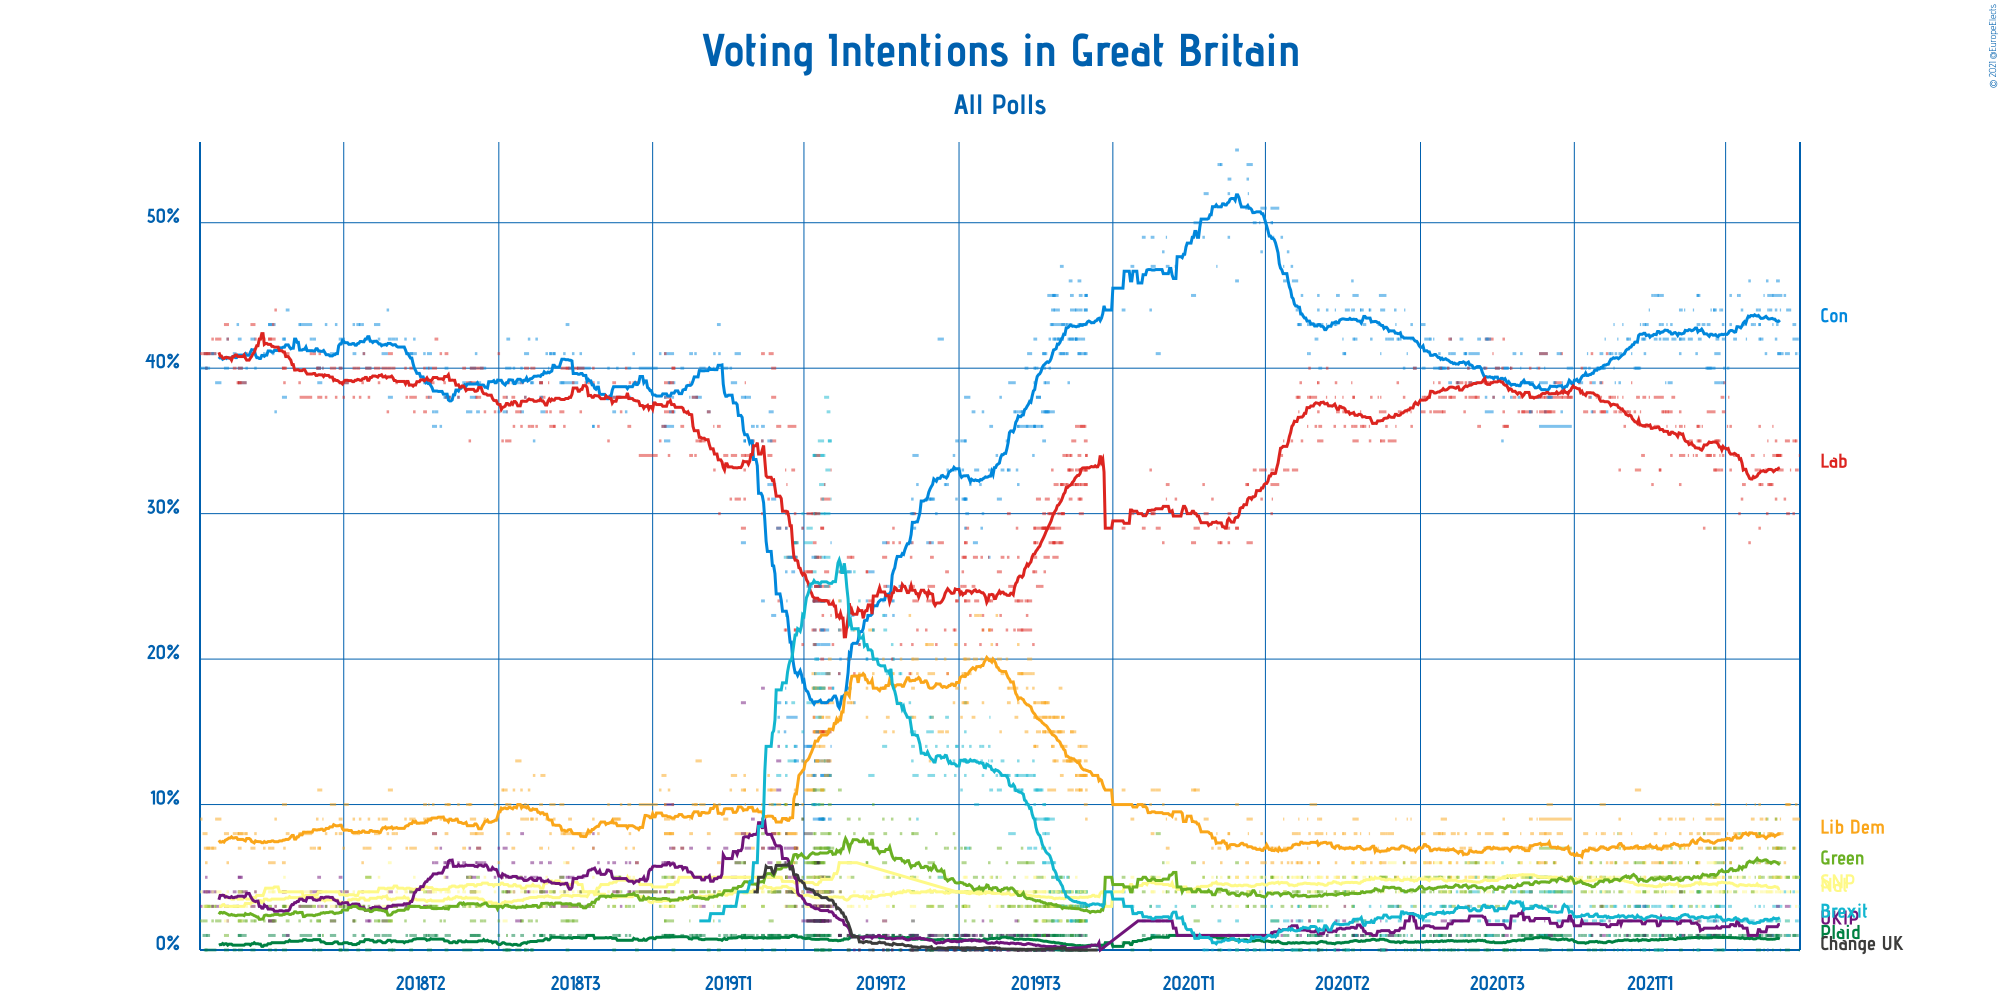 © 2021 @EuropeElects
Voting Intentions in Great Britain
All Polls
50%
40%
30%
20%
10%
0%
Con
Lab
Lib Dem
Green
SNP
Brexit
UKIP
Plaid
Change UK
2018T2
2018T3
2019T1
2019T2
2019T3
2020T1
2020T2
2020T3
2021T1